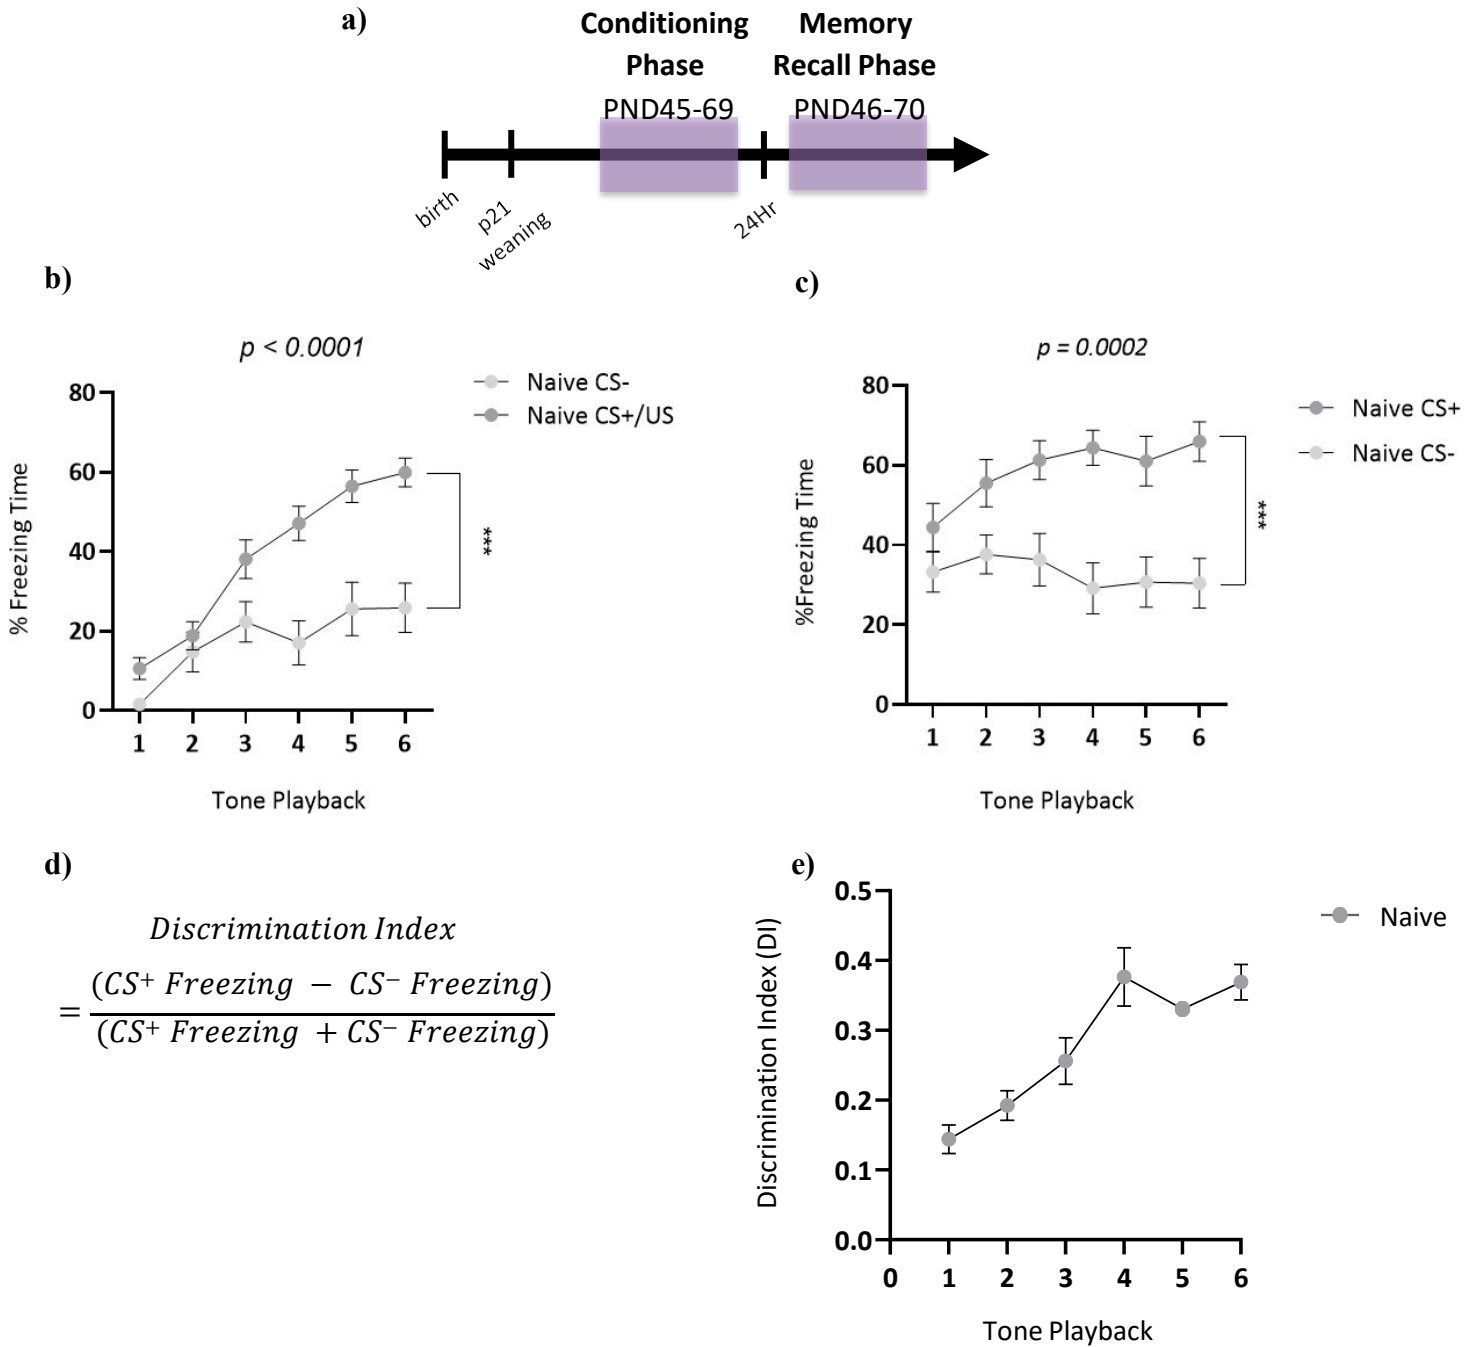 a)
Conditioning
Phase
PND45-69
Memory
Recall Phase
PND46-70
birth
p21
weaning
24Hr
b)
p < 0.0001
Naive CS-
Naive CS+/US
% Freezing Time
80
60
40
20
0
1 2 3 4 5 6
Tone Playback
***
c)
p = 0.0002
Naive CS+
Naive CS-
%Freezing Time
80
60
40
20
0
1 2 3 4 5 6
Tone Playback
***
d)
Discrimination Index
= (CS⁺ Freezing − CS⁻ Freezing)
(CS⁺ Freezing + CS⁻ Freezing)
e)
Naive
Discrimination Index (DI)
0.5
0.4
0.3
0.2
0.1
0.0
0 1 2 3 4 5 6
Tone Playback